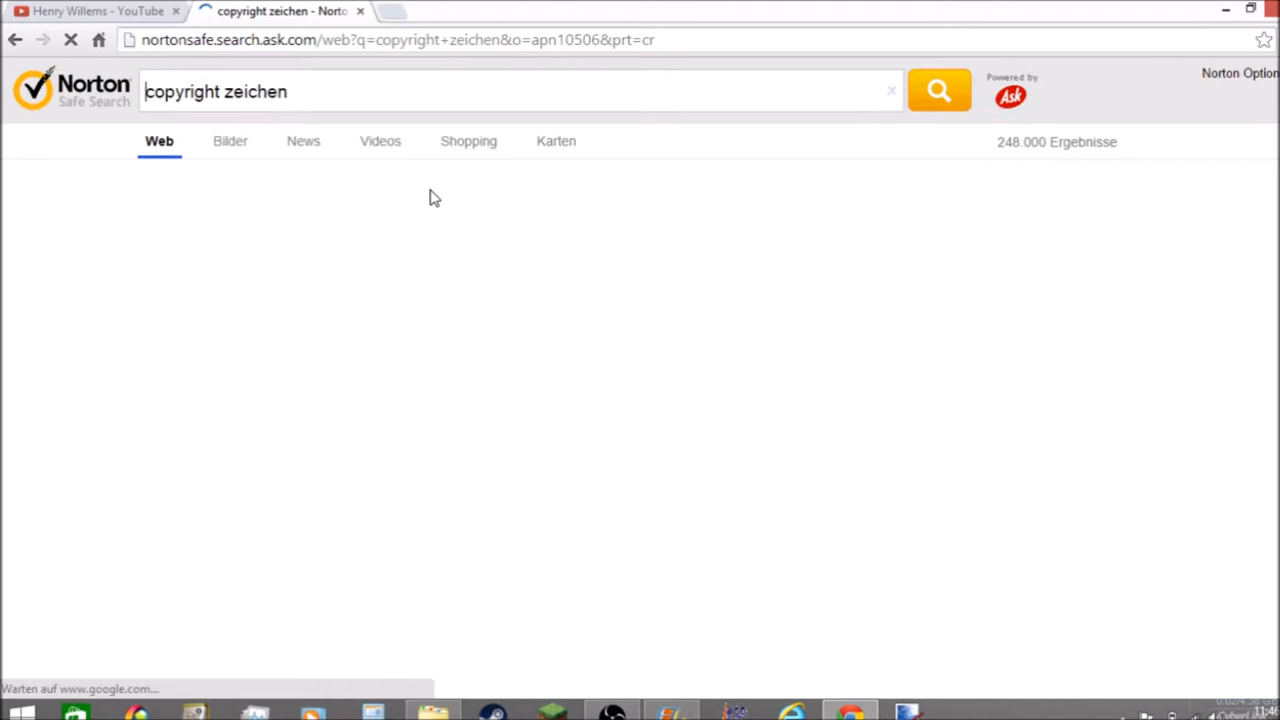 Henry Willems - YouTube
copyright zeichen - Norto
nortonsafe.search.ask.com/web?q=copyright+zeichen&o=apn10506&prt=cr
Norton
Safe Search
copyright zeichen
Powered by
Ask
Norton Option
Web Bilder News Videos Shopping Karten
248.000 Ergebnisse
Warten auf www.google.com...
11:46